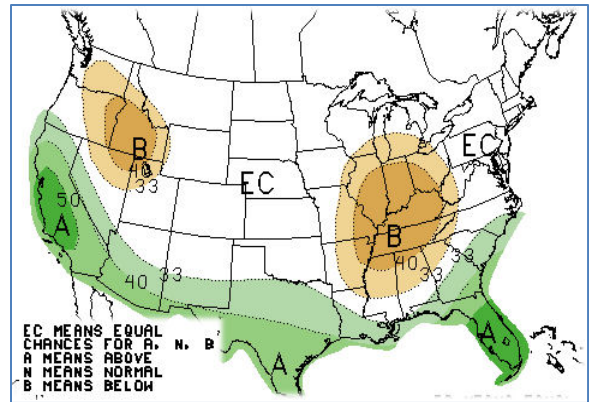 B
40
33
EC
EC
50
A
B
40
33
33
40
33
A
A
EC MEANS EQUAL
CHANCES FOR A, N, B
A MEANS ABOVE
N MEANS NORMAL
B MEANS BELOW